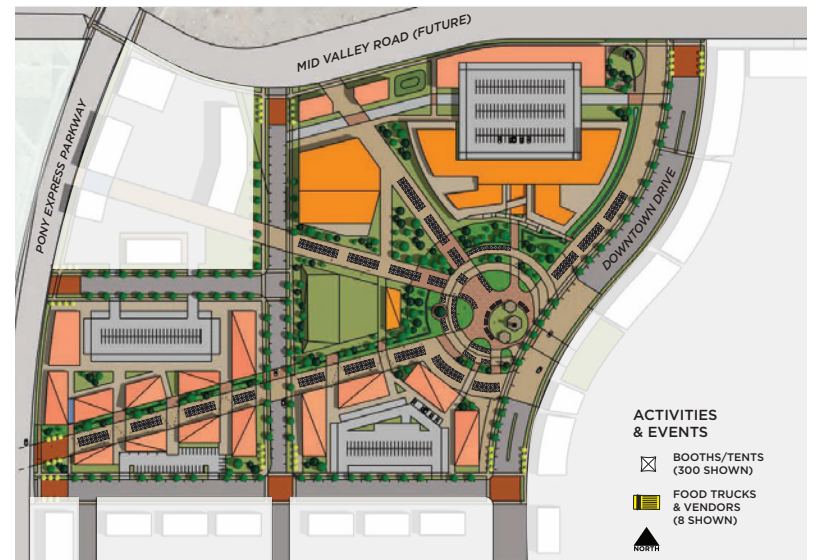 MID VALLEY ROAD (FUTURE)
PONY EXPRESS PARKWAY
DOWNTOWN DRIVE
ACTIVITIES
& EVENTS
BOOTHS/TENTS
(300 SHOWN)
FOOD TRUCKS
& VENDORS
(8 SHOWN)
NORTH